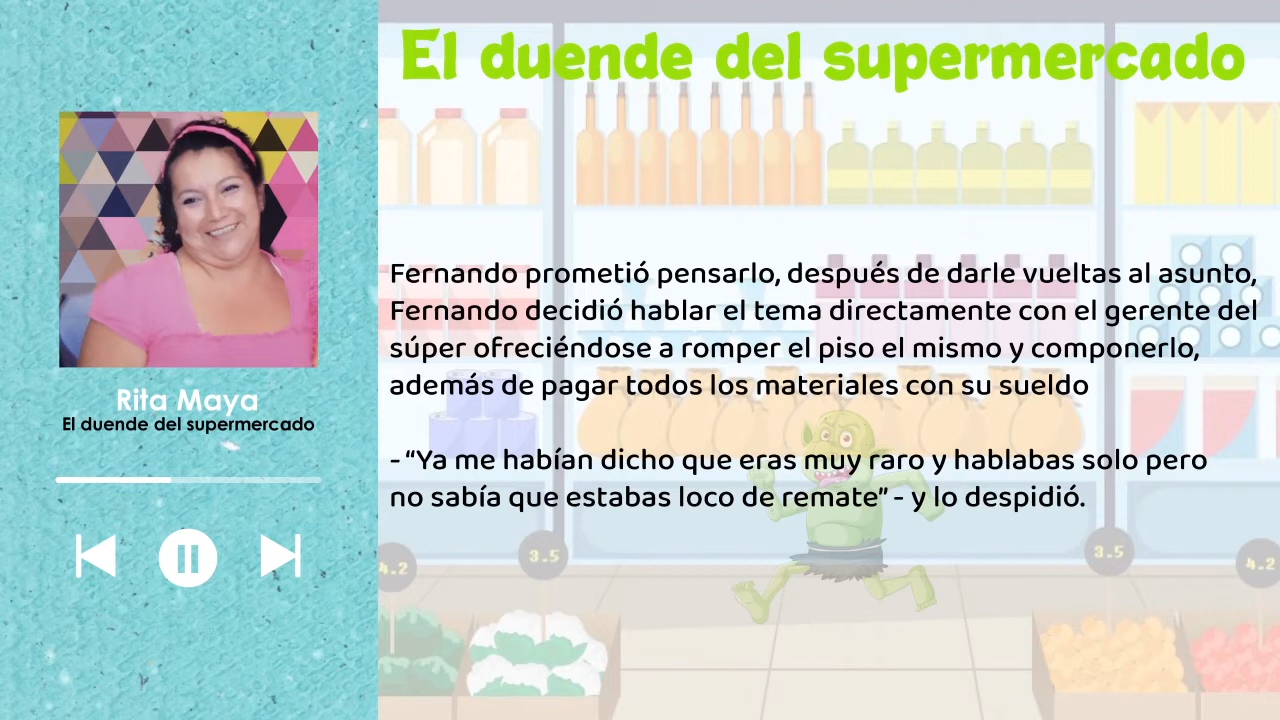 El duende del supermercado
Rita Maya
El duende del supermercado
Fernando prometió pensarlo, después de darle vueltas al asunto,
Fernando decidió hablar el tema directamente con el gerente del
súper ofreciéndose a romper el piso el mismo y componerlo,
además de pagar todos los materiales con su sueldo
- “Ya me habían dicho que eras muy raro y hablabas solo pero
no sabía que estabas loco de remate” - y lo despidió.
4.2
3.5
3.5
4.2